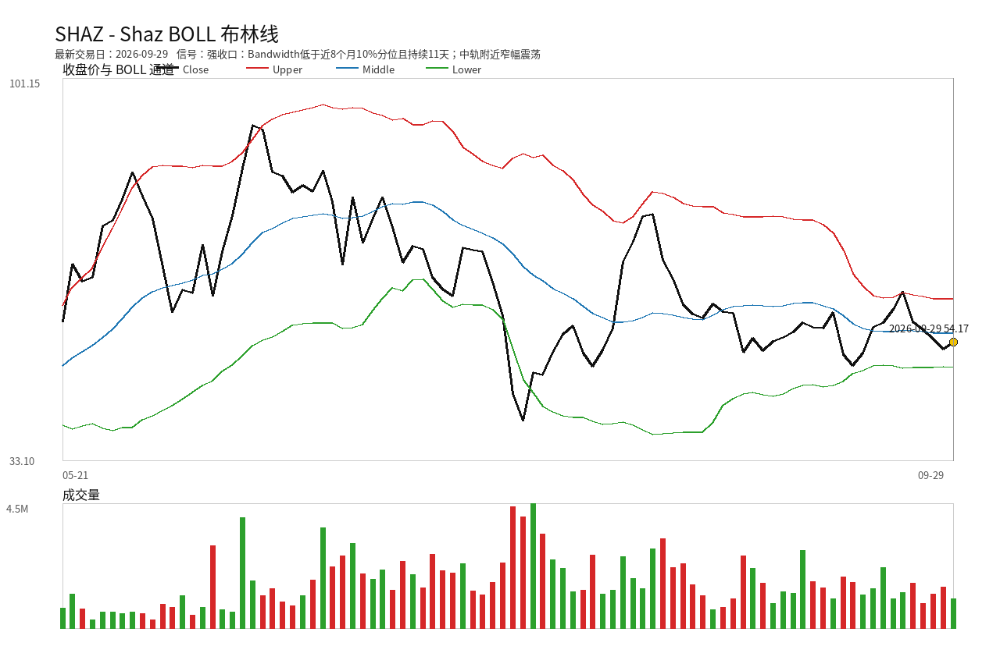 SHAZ - Shaz BOLL 布林线
最新交易日：2026-09-29 信号：强收口：Bandwidth低于近8个月10%分位且持续11天；中轨附近窄幅震荡
收盘价与 BOLL 通道 Close Upper Middle Lower
101.15
2026-09-29 54.17
33.10
05-21 09-29
成交量
4.5M